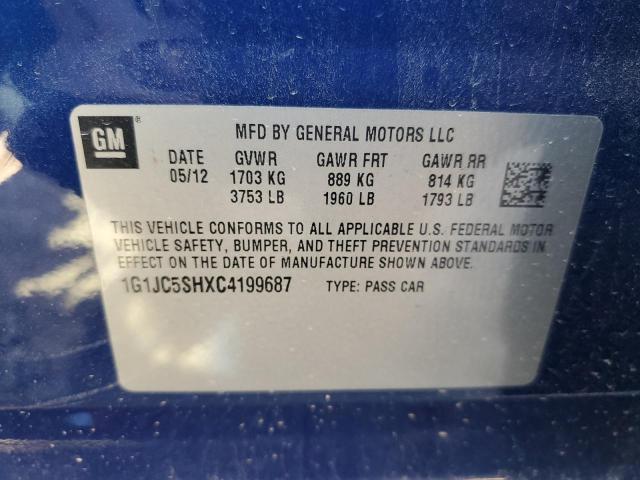 GM ®
MFD BY GENERAL MOTORS LLC
DATE GVWR GAWR FRT GAWR RR
05/12 1703 KG 889 KG 814 KG
3753 LB 1960 LB 1793 LB
THIS VEHICLE CONFORMS TO ALL APPLICABLE U.S. FEDERAL MOTOR
VEHICLE SAFETY, BUMPER, AND THEFT PREVENTION STANDARDS IN
EFFECT ON THE DATE OF MANUFACTURE SHOWN ABOVE.
1G1JC5SHXC4199687 TYPE: PASS CAR